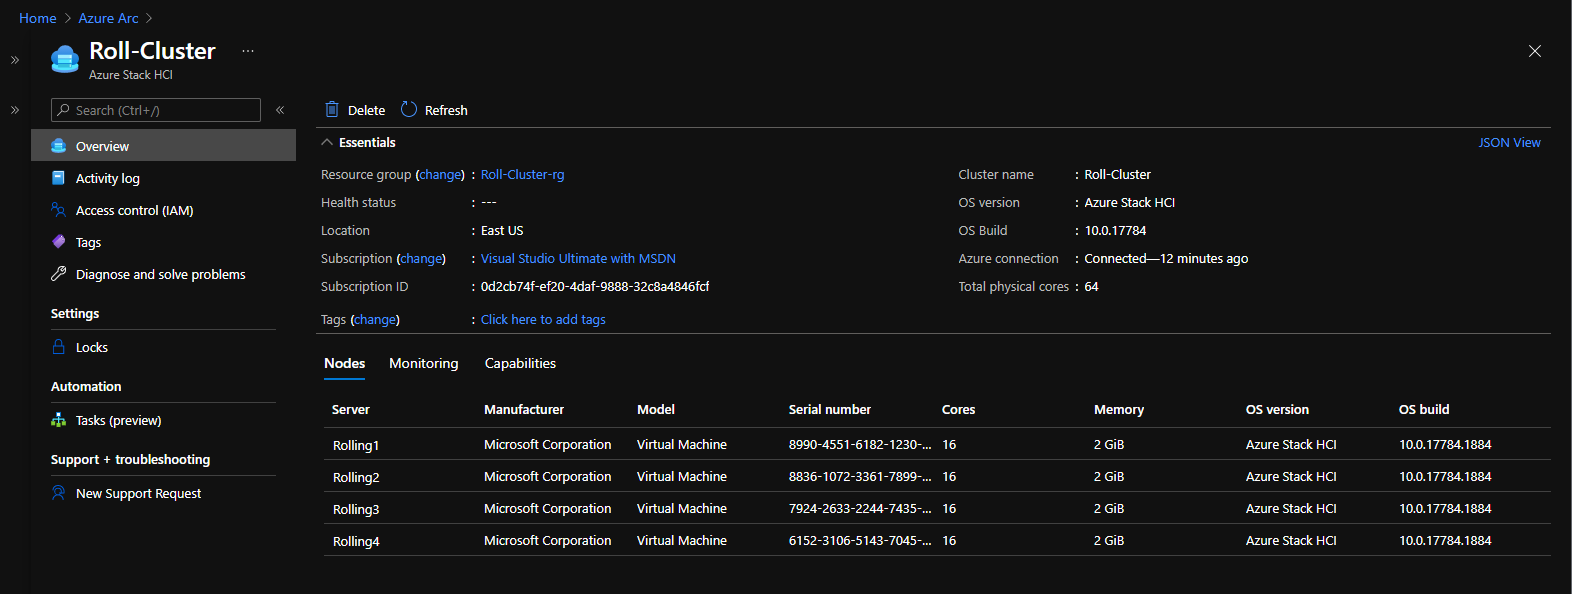 Home > Azure Arc >
Roll-Cluster ...
Azure Stack HCI
Search (Ctrl+/)
Overview
Activity log
Access control (IAM)
Tags
Diagnose and solve problems
Settings
Locks
Automation
Tasks (preview)
Support + troubleshooting
New Support Request
Delete Refresh
Essentials JSON View
Resource group (change) : Roll-Cluster-rg
Health status : ---
Location : East US
Subscription (change) : Visual Studio Ultimate with MSDN
Subscription ID : 0d2cb74f-ef20-4daf-9888-32c8a4846fcf
Tags (change) : Click here to add tags
Cluster name : Roll-Cluster
OS version : Azure Stack HCI
OS Build : 10.0.17784
Azure connection : Connected—12 minutes ago
Total physical cores : 64
Nodes Monitoring Capabilities
Server Manufacturer Model Serial number Cores Memory OS version OS build
Rolling1 Microsoft Corporation Virtual Machine 8990-4551-6182-1230-... 16 2 GiB Azure Stack HCI 10.0.17784.1884
Rolling2 Microsoft Corporation Virtual Machine 8836-1072-3361-7899-... 16 2 GiB Azure Stack HCI 10.0.17784.1884
Rolling3 Microsoft Corporation Virtual Machine 7924-2633-2244-7435-... 16 2 GiB Azure Stack HCI 10.0.17784.1884
Rolling4 Microsoft Corporation Virtual Machine 6152-3106-5143-7045-... 16 2 GiB Azure Stack HCI 10.0.17784.1884